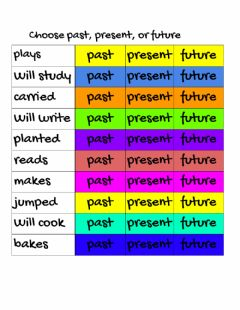 Choose past, present, or future
plays past present future
will study past present future
carried past present future
will write past present future
planted past present future
reads past present future
makes past present future
jumped past present future
will cook past present future
bakes past present future